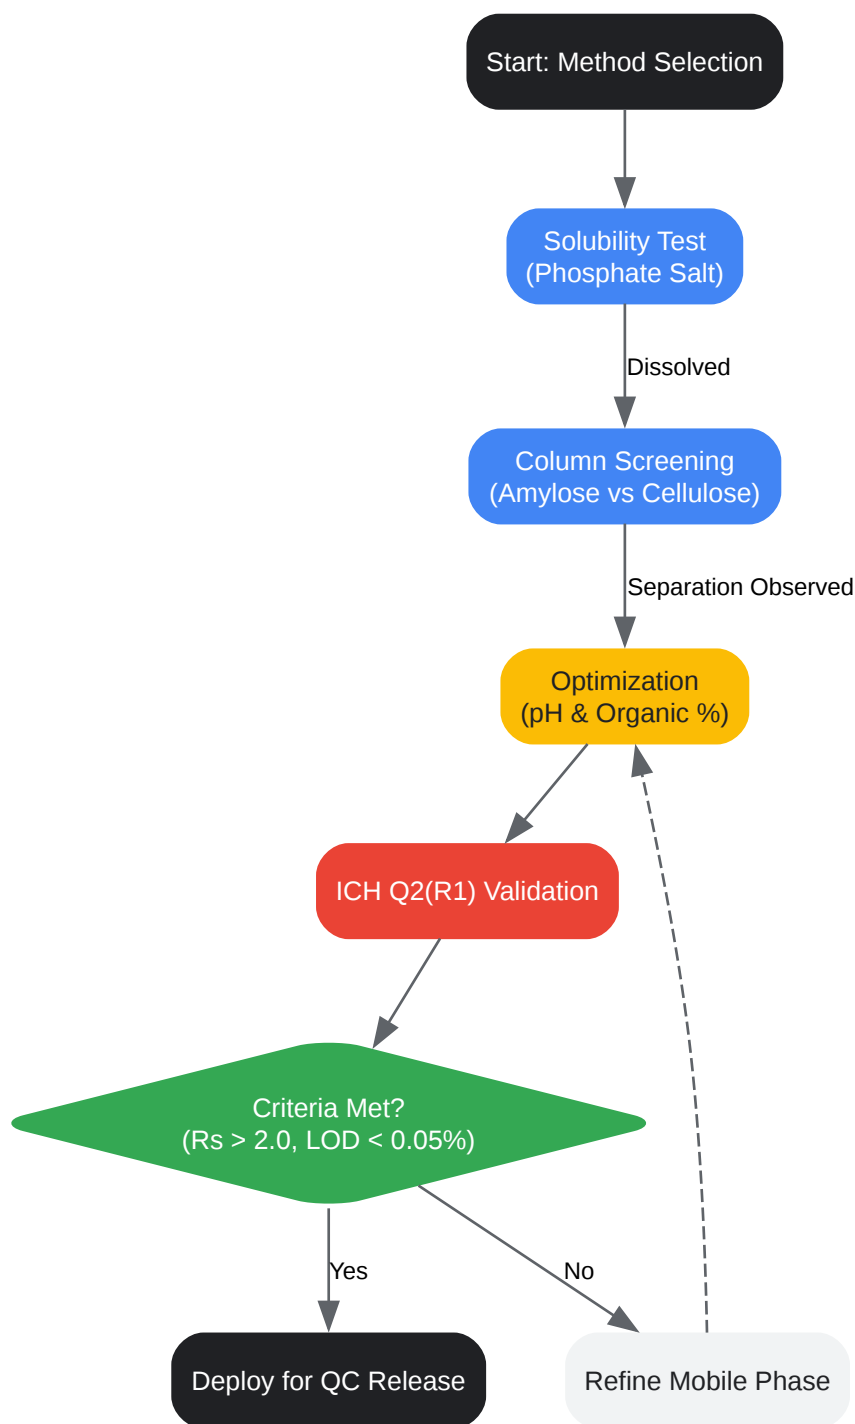 Start: Method Selection
Solubility Test
(Phosphate Salt)
Dissolved
Column Screening
(Amylose vs Cellulose)
Separation Observed
Optimization
(pH & Organic %)
ICH Q2(R1) Validation
Criteria Met?
(Rs > 2.0, LOD < 0.05%)
Yes
No
Deploy for QC Release
Refine Mobile Phase